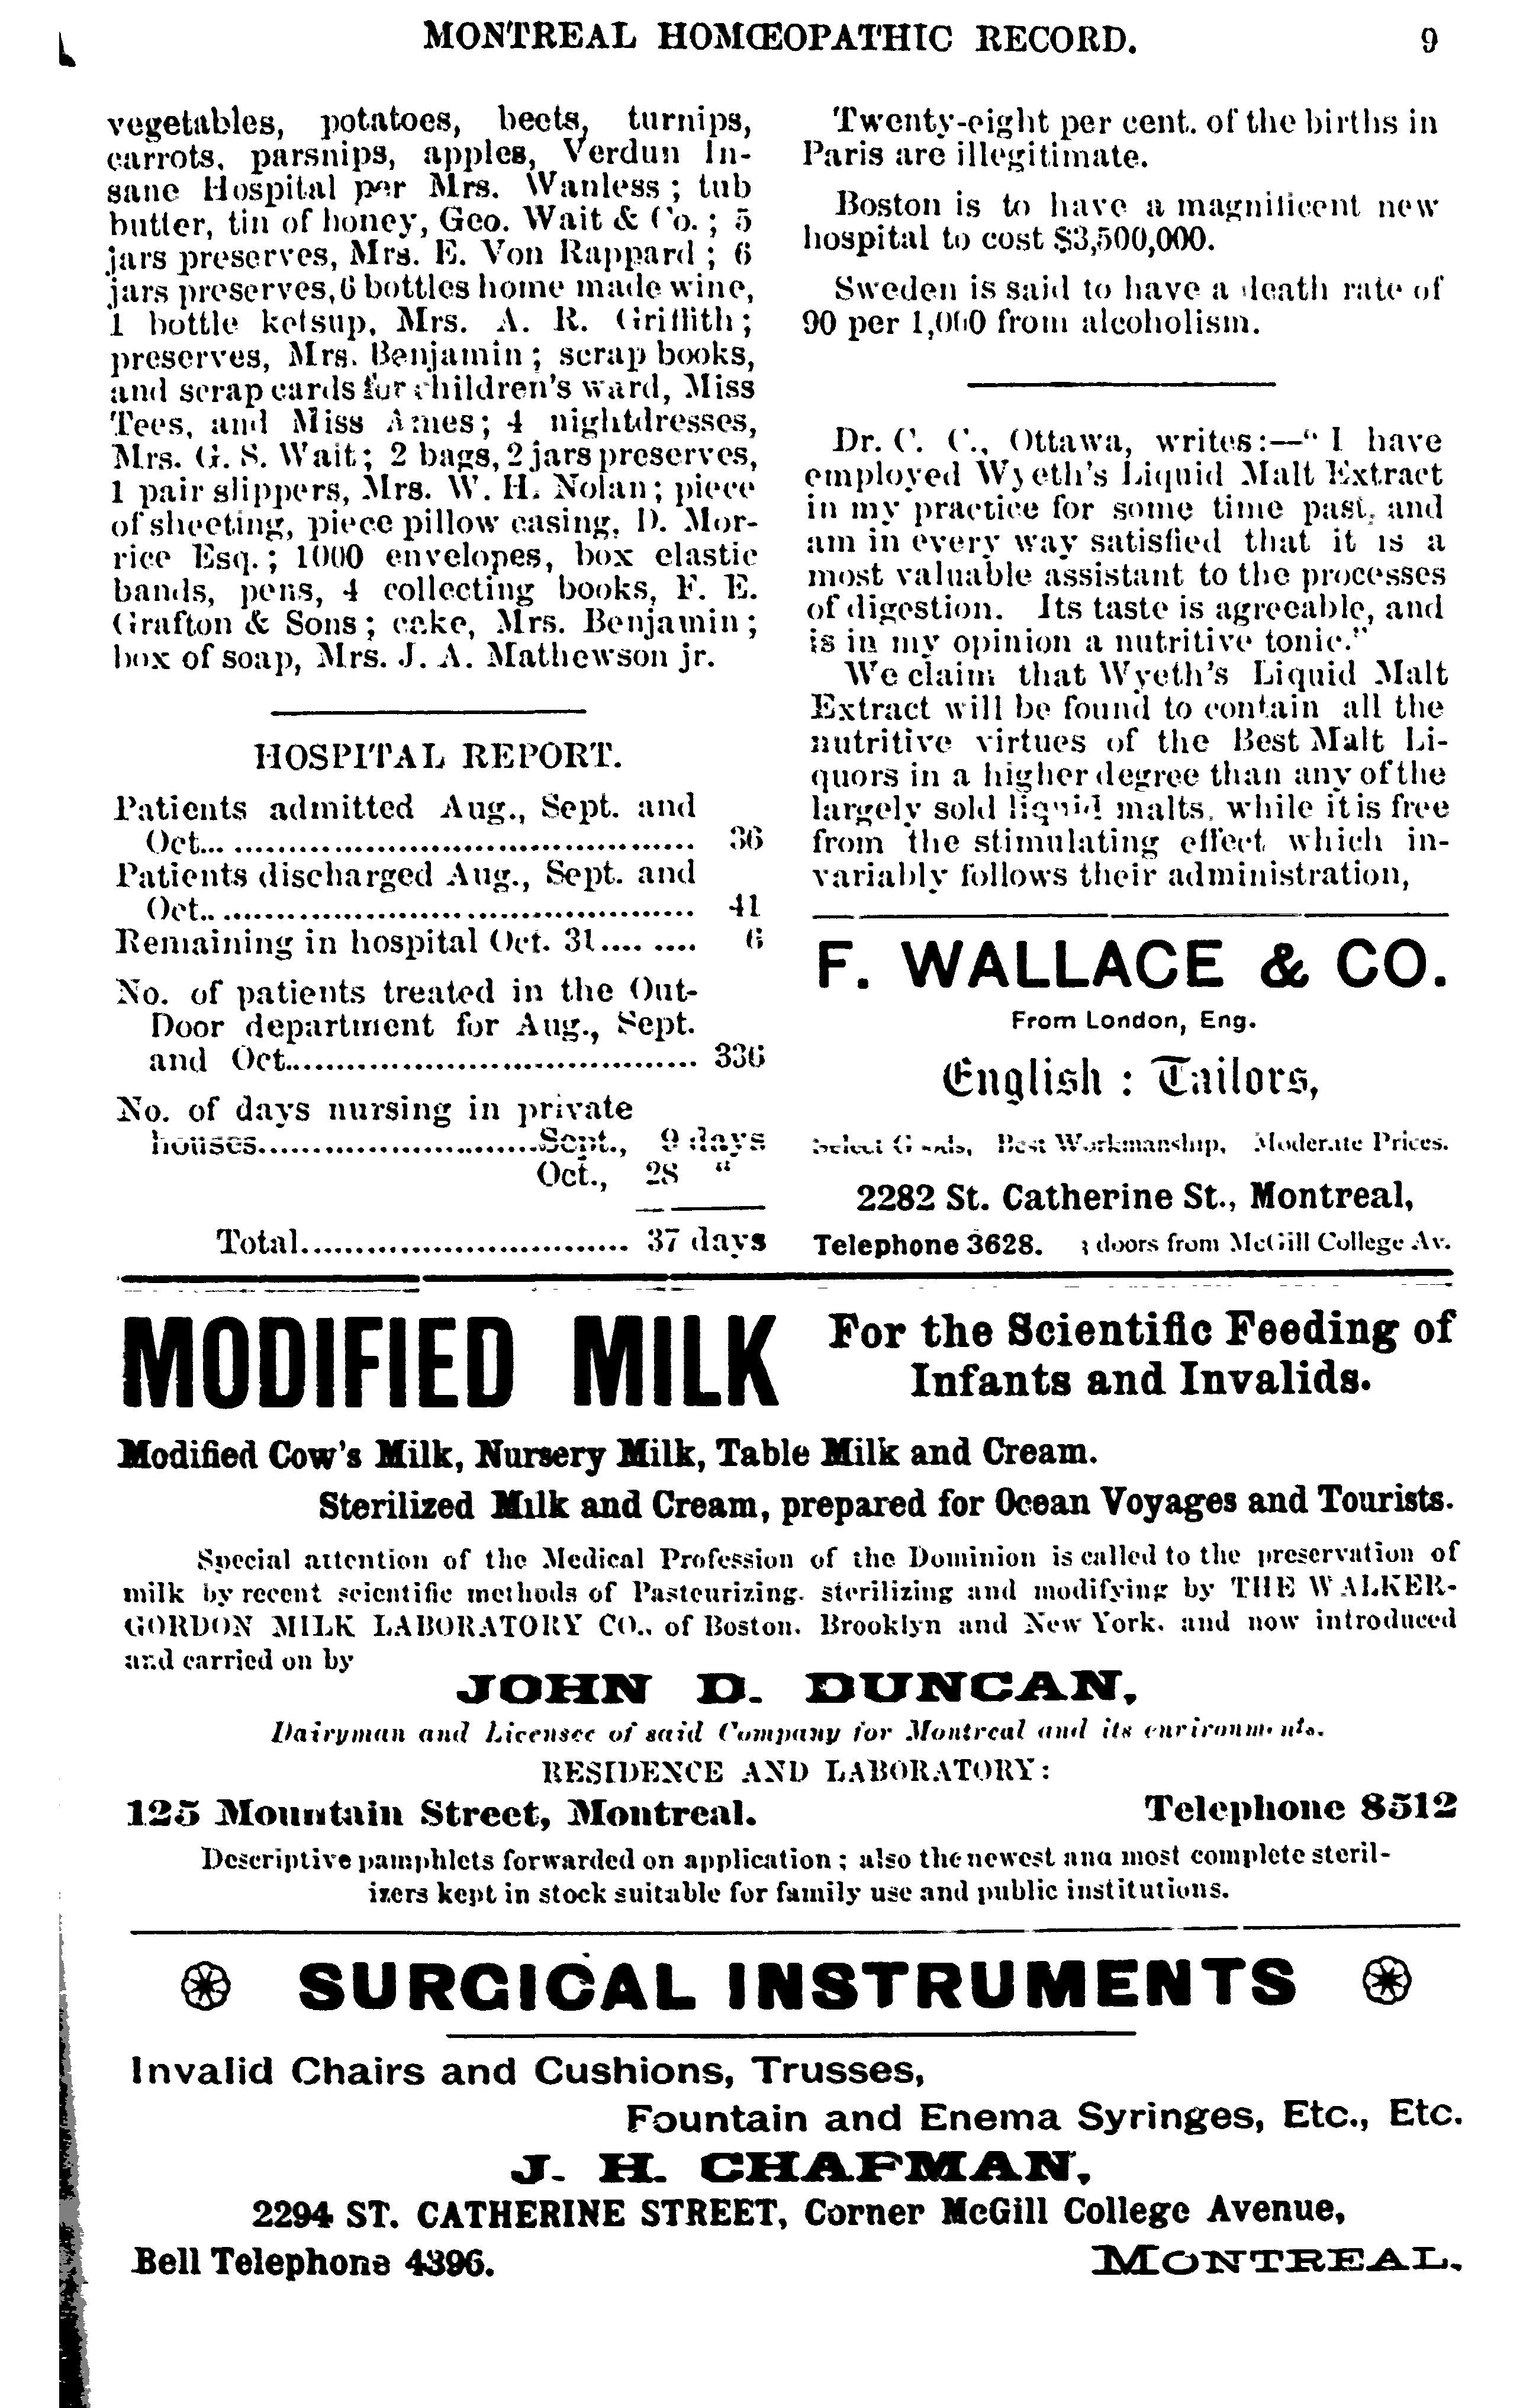 MONTREAL HOMŒOPATHIC RECORD. 9
vegetables, potatoes, beets, turnips,
carrots, parsnips, apples, Verdun In-
sane Hospital per Mrs. Wanless ; tub
butter, tin of honey, Geo. Wait & Co. ; 5
jars preserves, Mrs. E. Von Rappard ; 6
jars preserves, 6 bottles home made wine,
1 bottle ketsup, Mrs. A. R. Griffith ;
preserves, Mrs. Benjamin ; scrap books,
and scrap cards for children's ward, Miss
Tees, and Miss Ames ; 4 nightdresses,
Mrs. G. S. Wait ; 2 bags, 2 jars preserves,
1 pair slippers, Mrs. W. H. Nolan ; piece
of sheeting, piece pillow casing, D. Mor-
rice Esq. ; 1000 envelopes, box elastic
bands, pens, 4 collecting books, F. E.
Grafton & Sons ; cake, Mrs. Benjamin ;
box of soap, Mrs. J. A. Mathewson jr.
HOSPITAL REPORT.
Patients admitted Aug., Sept. and
Oct............................................. 36
Patients discharged Aug., Sept. and
Oct............................................. 41
Remaining in hospital Oct. 31......... 6
No. of patients treated in the Out-
Door department for Aug., Sept.
and Oct...................................... 336
No. of days nursing in private
houses..........................Sept., 9 days
Oct., 28 "
Total.............................. 37 days
Twenty-eight per cent. of the births in
Paris are illegitimate.
Boston is to have a magnificent new
hospital to cost $3,500,000.
Sweden is said to have a death rate of
90 per 1,000 from alcoholism.
Dr. C. C., Ottawa, writes :—" I have
employed Wyeth's Liquid Malt Extract
in my practice for some time past, and
am in every way satisfied that it is a
most valuable assistant to the processes
of digestion. Its taste is agreeable, and
is in my opinion a nutritive tonic."
We claim that Wyeth's Liquid Malt
Extract will be found to contain all the
nutritive virtues of the Best Malt Li-
quors in a higher degree than any of the
largely sold liquid malts, while it is free
from the stimulating effect which in-
variably follows their administration,
F. WALLACE & CO.
From London, Eng.
English : Tailors,
Select Goods, Best Workmanship, Moderate Prices.
2282 St. Catherine St., Montreal,
Telephone 3628. 3 doors from McGill College Av.
MODIFIED MILK
For the Scientific Feeding of
Infants and Invalids.
Modified Cow's Milk, Nursery Milk, Table Milk and Cream.
Sterilized Milk and Cream, prepared for Ocean Voyages and Tourists.
Special attention of the Medical Profession of the Dominion is called to the preservation of
milk by recent scientific methods of Pasteurizing, sterilizing and modifying by THE WALKER-
GORDON MILK LABORATORY CO., of Boston, Brooklyn and New York, and now introduced
and carried on by
JOHN D. DUNCAN,
Dairyman and Licensee of said Company for Montreal and its environments.
RESIDENCE AND LABORATORY :
125 Mountain Street, Montreal. Telephone 8512
Descriptive pamphlets forwarded on application ; also the newest and most complete steril-
izers kept in stock suitable for family use and public institutions.
SURGICAL INSTRUMENTS
Invalid Chairs and Cushions, Trusses,
Fountain and Enema Syringes, Etc., Etc.
J. H. CHAPMAN,
2294 ST. CATHERINE STREET, Corner McGill College Avenue,
Bell Telephone 4396. MONTREAL.